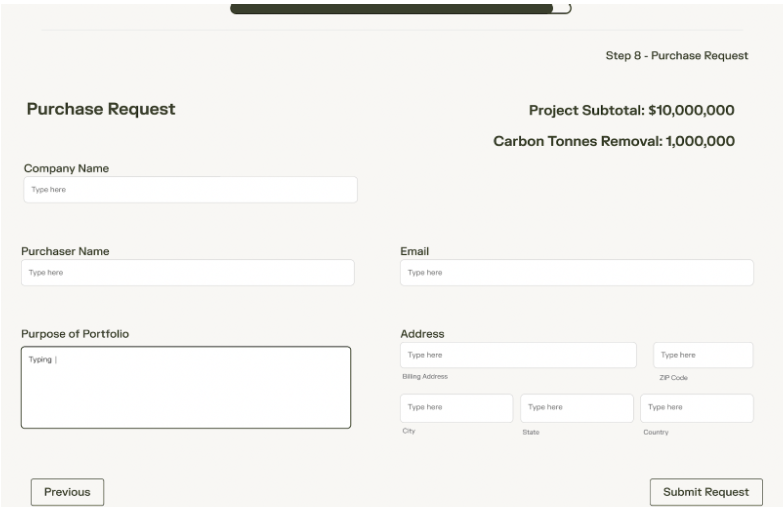 Step 8 - Purchase Request
Purchase Request
Project Subtotal: $10,000,000
Carbon Tonnes Removal: 1,000,000
Company Name
Type here
Purchaser Name
Email
Type here
Type here
Purpose of Portfolio
Address
Typing |
Type here
Type here
Billing Address
ZIP Code
Type here
Type here
Type here
City
State
Country
Previous
Submit Request